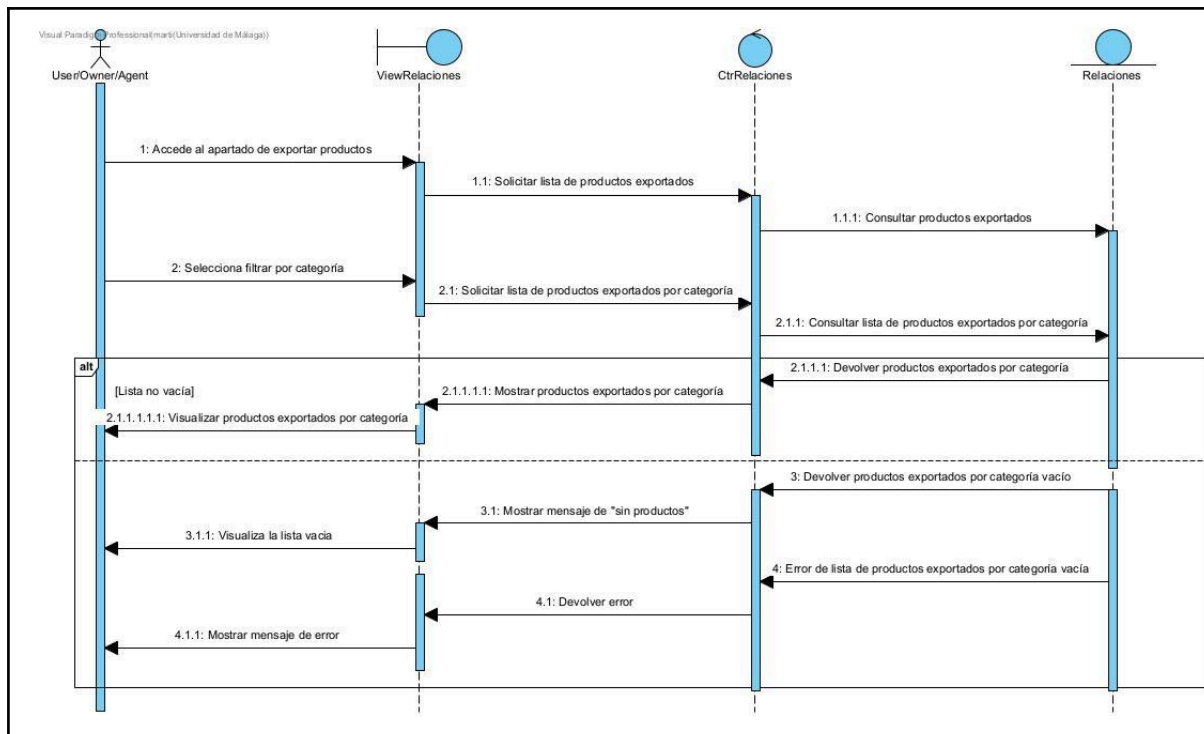 Visual Paradigm Professional(marti(Universidad de Málaga))
User/Owner/Agent
ViewRelaciones
CtrRelaciones
Relaciones
1: Accede al apartado de exportar productos
1.1: Solicitar lista de productos exportados
1.1.1: Consultar productos exportados
2: Selecciona filtrar por categoría
2.1: Solicitar lista de productos exportados por categoría
2.1.1: Consultar lista de productos exportados por categoría
alt
2.1.1.1: Devolver productos exportados por categoría
[Lista no vacía]
2.1.1.1.1: Mostrar productos exportados por categoría
2.1.1.1.1.1: Visualizar productos exportados por categoría
3: Devolver productos exportados por categoría vacío
3.1: Mostrar mensaje de "sin productos"
3.1.1: Visualiza la lista vacia
4: Error de lista de productos exportados por categoría vacía
4.1: Devolver error
4.1.1: Mostrar mensaje de error